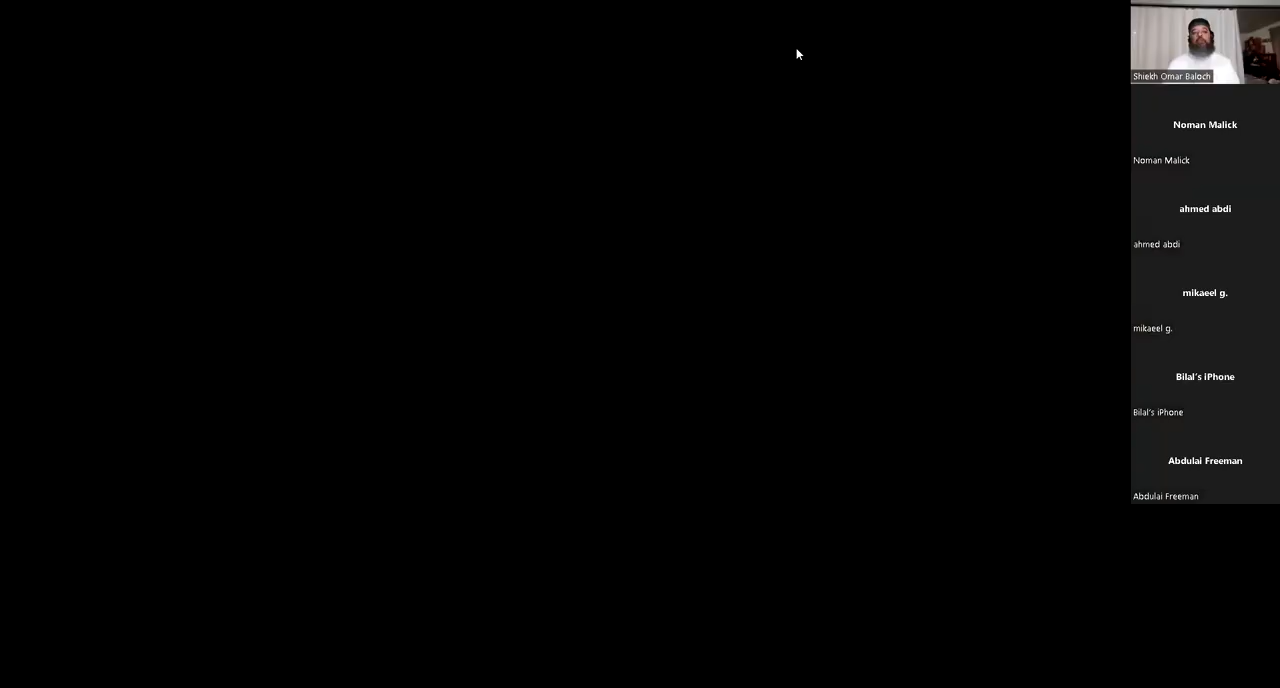 Shiekh Omar Baloch
Noman Malick
Noman Malick
ahmed abdi
ahmed abdi
mikaeel g.
mikaeel g.
Bilal's iPhone
Bilal's iPhone
Abdulai Freeman
Abdulai Freeman